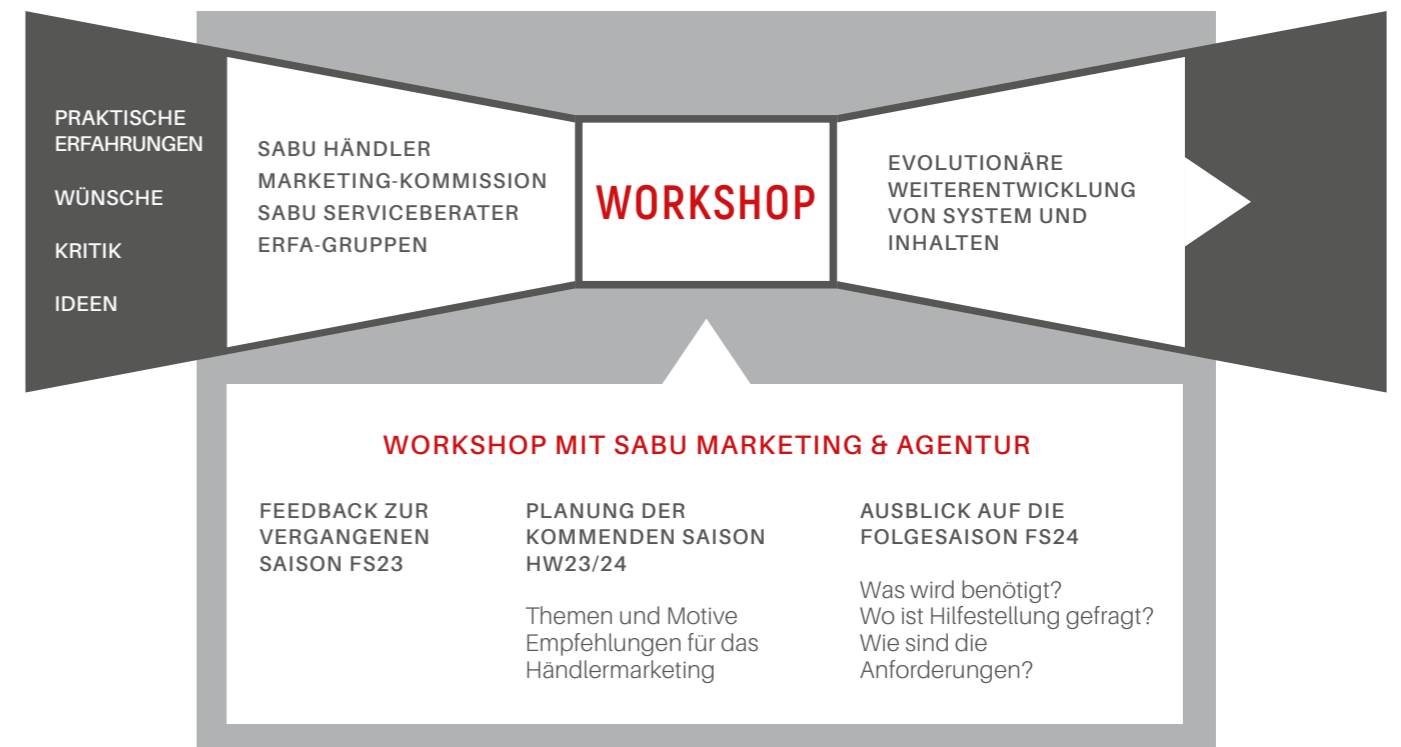 PRAKTISCHE
ERFAHRUNGEN
WÜNSCHE
KRITIK
IDEEN
SABU HÄNDLER
MARKETING-KOMMISSION
SABU SERVICEBERATER
ERFA-GRUPPEN
WORKSHOP
EVOLUTIONÄRE
WEITERENTWICKLUNG
VON SYSTEM UND
INHALTEN
WORKSHOP MIT SABU MARKETING & AGENTUR
FEEDBACK ZUR
VERGANGENEN
SAISON FS23
PLANUNG DER
KOMMENDEN SAISON
HW23/24
Themen und Motive
Empfehlungen für das
Händlermarketing
AUSBLICK AUF DIE
FOLGESAISON FS24
Was wird benötigt?
Wo ist Hilfestellung gefragt?
Wie sind die
Anforderungen?